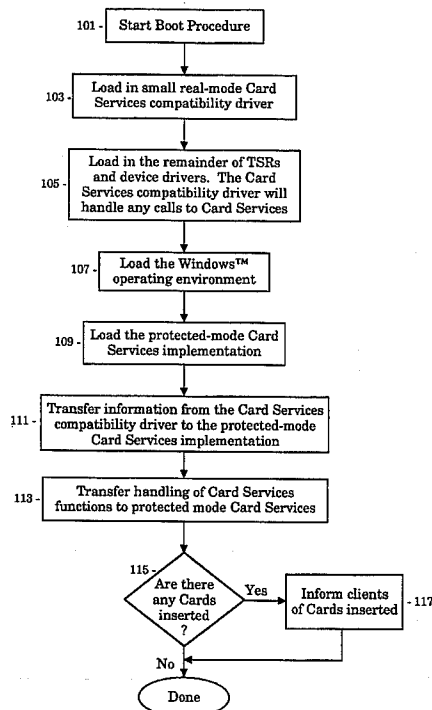 101 - Start Boot Procedure
103 - Load in small real-mode Card
Services compatibility driver
Load in the remainder of TSRs
and device drivers. The Card
105 - Services compatibility driver will
handle any calls to Card Services
107 - Load the Windows™
operating environment
109 - Load the protected-mode Card
Services implementation
Transfer information from the Card Services
111 - compatibility driver to the protected-mode
Card Services implementation
113 - Transfer handling of Card Services
functions to protected mode Card Services
115 -
Are there
any Cards
inserted
?
Yes
Inform clients
of Cards inserted - 117
No
Done